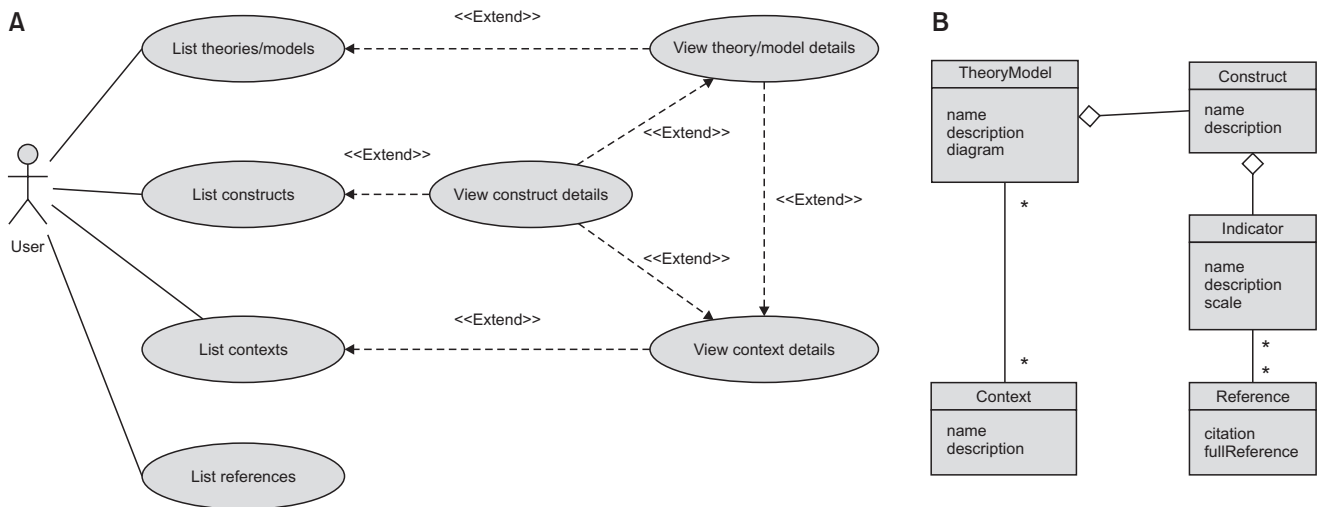 A
<<Extend>>
List theories/models
View theory/model details
<<Extend>>
<<Extend>>
List constructs
View construct details
<<Extend>>
User
<<Extend>>
<<Extend>>
List contexts
View context details
List references
B
TheoryModel
name
description
diagram
Construct
name
description
*
Indicator
name
description
scale
*
*
*
Context
name
description
Reference
citation
fullReference